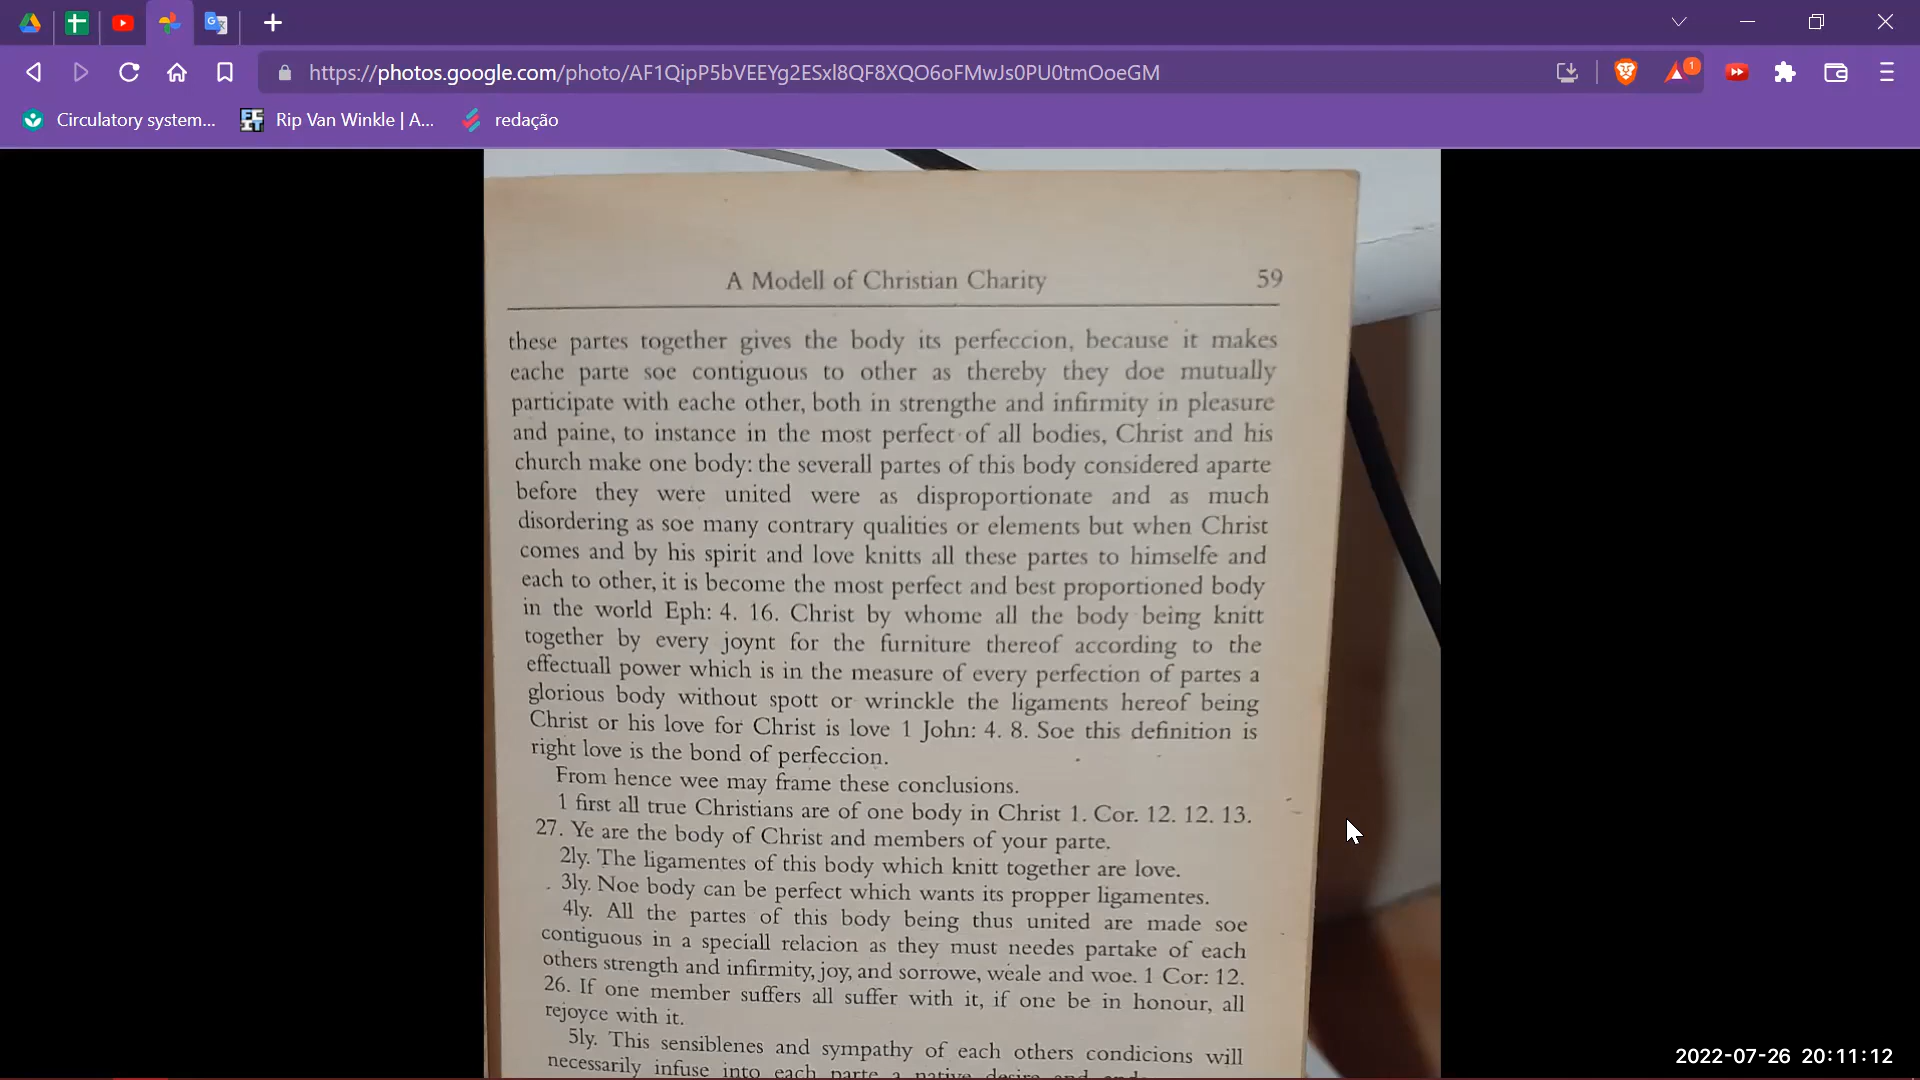 https://photos.google.com/photo/AF1QipP5bVEEYg2ESxl8QF8XQO6oFMwJs0PU0tmOoeGM
1
Circulatory system... Rip Van Winkle | A... redação
A Modell of Christian Charity 59
these partes together gives the body its perfeccion, because it makes
eache parte soe contiguous to other as thereby they doe mutually
participate with eache other, both in strengthe and infirmity in pleasure
and paine, to instance in the most perfect of all bodies, Christ and his
church make one body: the severall partes of this body considered aparte
before they were united were as disproportionate and as much
disordering as soe many contrary qualities or elements but when Christ
comes and by his spirit and love knitts all these partes to himselfe and
each to other, it is become the most perfect and best proportioned body
in the world Eph: 4. 16. Christ by whome all the body being knitt
together by every joynt for the furniture thereof according to the
effectuall power which is in the measure of every perfection of partes a
glorious body without spott or wrinckle the ligaments hereof being
Christ or his love for Christ is love 1 John: 4. 8. Soe this definition is
right love is the bond of perfeccion.
From hence wee may frame these conclusions.
1 first all true Christians are of one body in Christ 1. Cor. 12. 12. 13.
27. Ye are the body of Christ and members of your parte.
2ly. The ligamentes of this body which knitt together are love.
3ly. Noe body can be perfect which wants its propper ligamentes.
4ly. All the partes of this body being thus united are made soe
contiguous in a speciall relacion as they must needes partake of each
others strength and infirmity, joy, and sorrowe, weale and woe. 1 Cor: 12.
26. If one member suffers all suffer with it, if one be in honour, all
rejoyce with it.
5ly. This sensiblenes and sympathy of each others condicions will
necessarily infuse into each parte a native desire and
2022-07-26 20:11:12